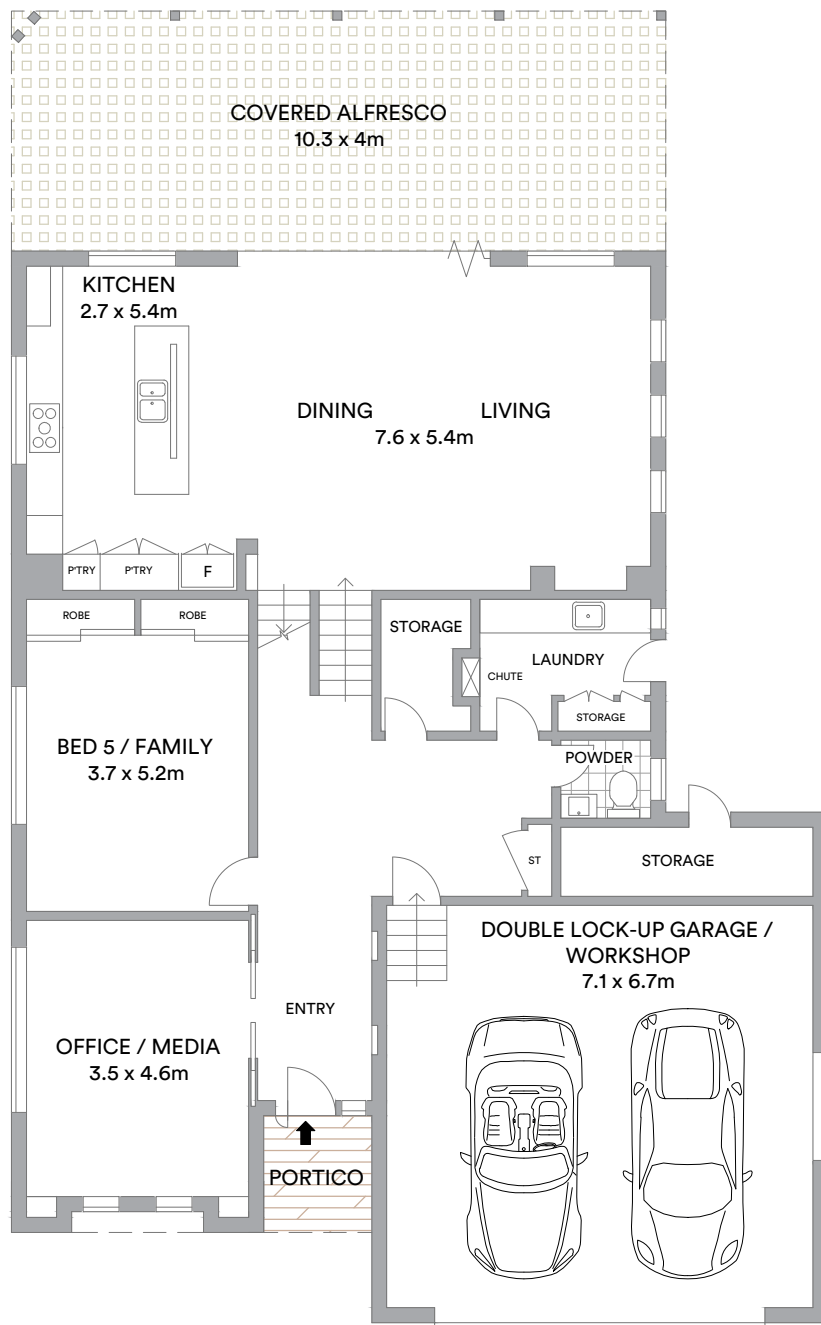 COVERED ALFRESCO
10.3 x 4m
KITCHEN
2.7 x 5.4m
DINING
LIVING
7.6 x 5.4m
P'TRY
P'TRY
F
ROBE
ROBE
STORAGE
LAUNDRY
CHUTE
STORAGE
BED 5 / FAMILY
3.7 x 5.2m
POWDER
ST
STORAGE
DOUBLE LOCK-UP GARAGE /
WORKSHOP
7.1 x 6.7m
ENTRY
OFFICE / MEDIA
3.5 x 4.6m
PORTICO